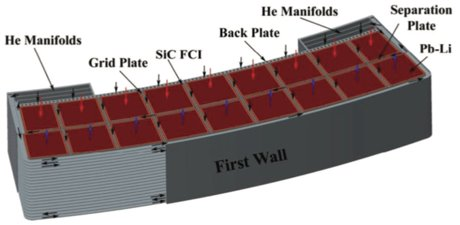 He Manifolds
Separation
Plate
He Manifolds
Back Plate
SiC FCI
Grid Plate
Pb-Li
First Wall